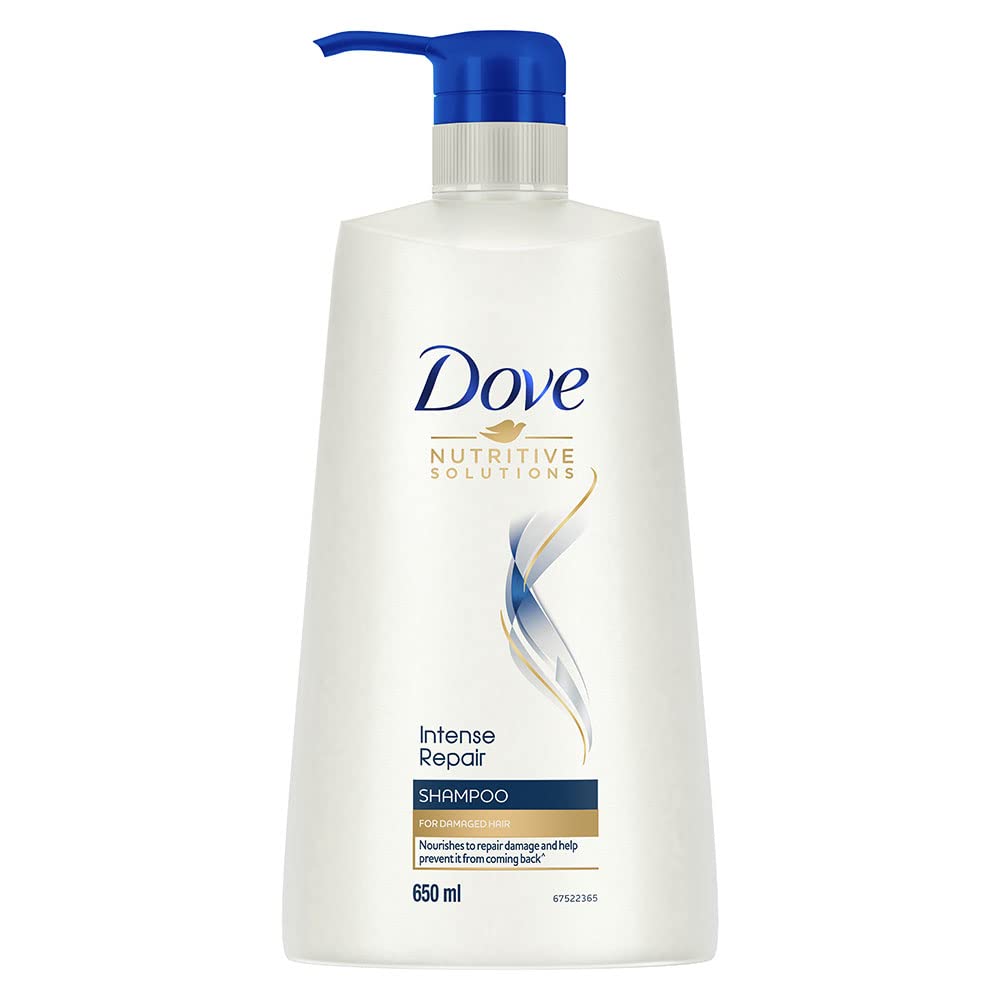 Dove
NUTRITIVE
SOLUTIONS
Intense
Repair
SHAMPOO
FOR DAMAGED HAIR
Nourishes to repair damage and help
prevent it from coming back^
650 ml
67522365